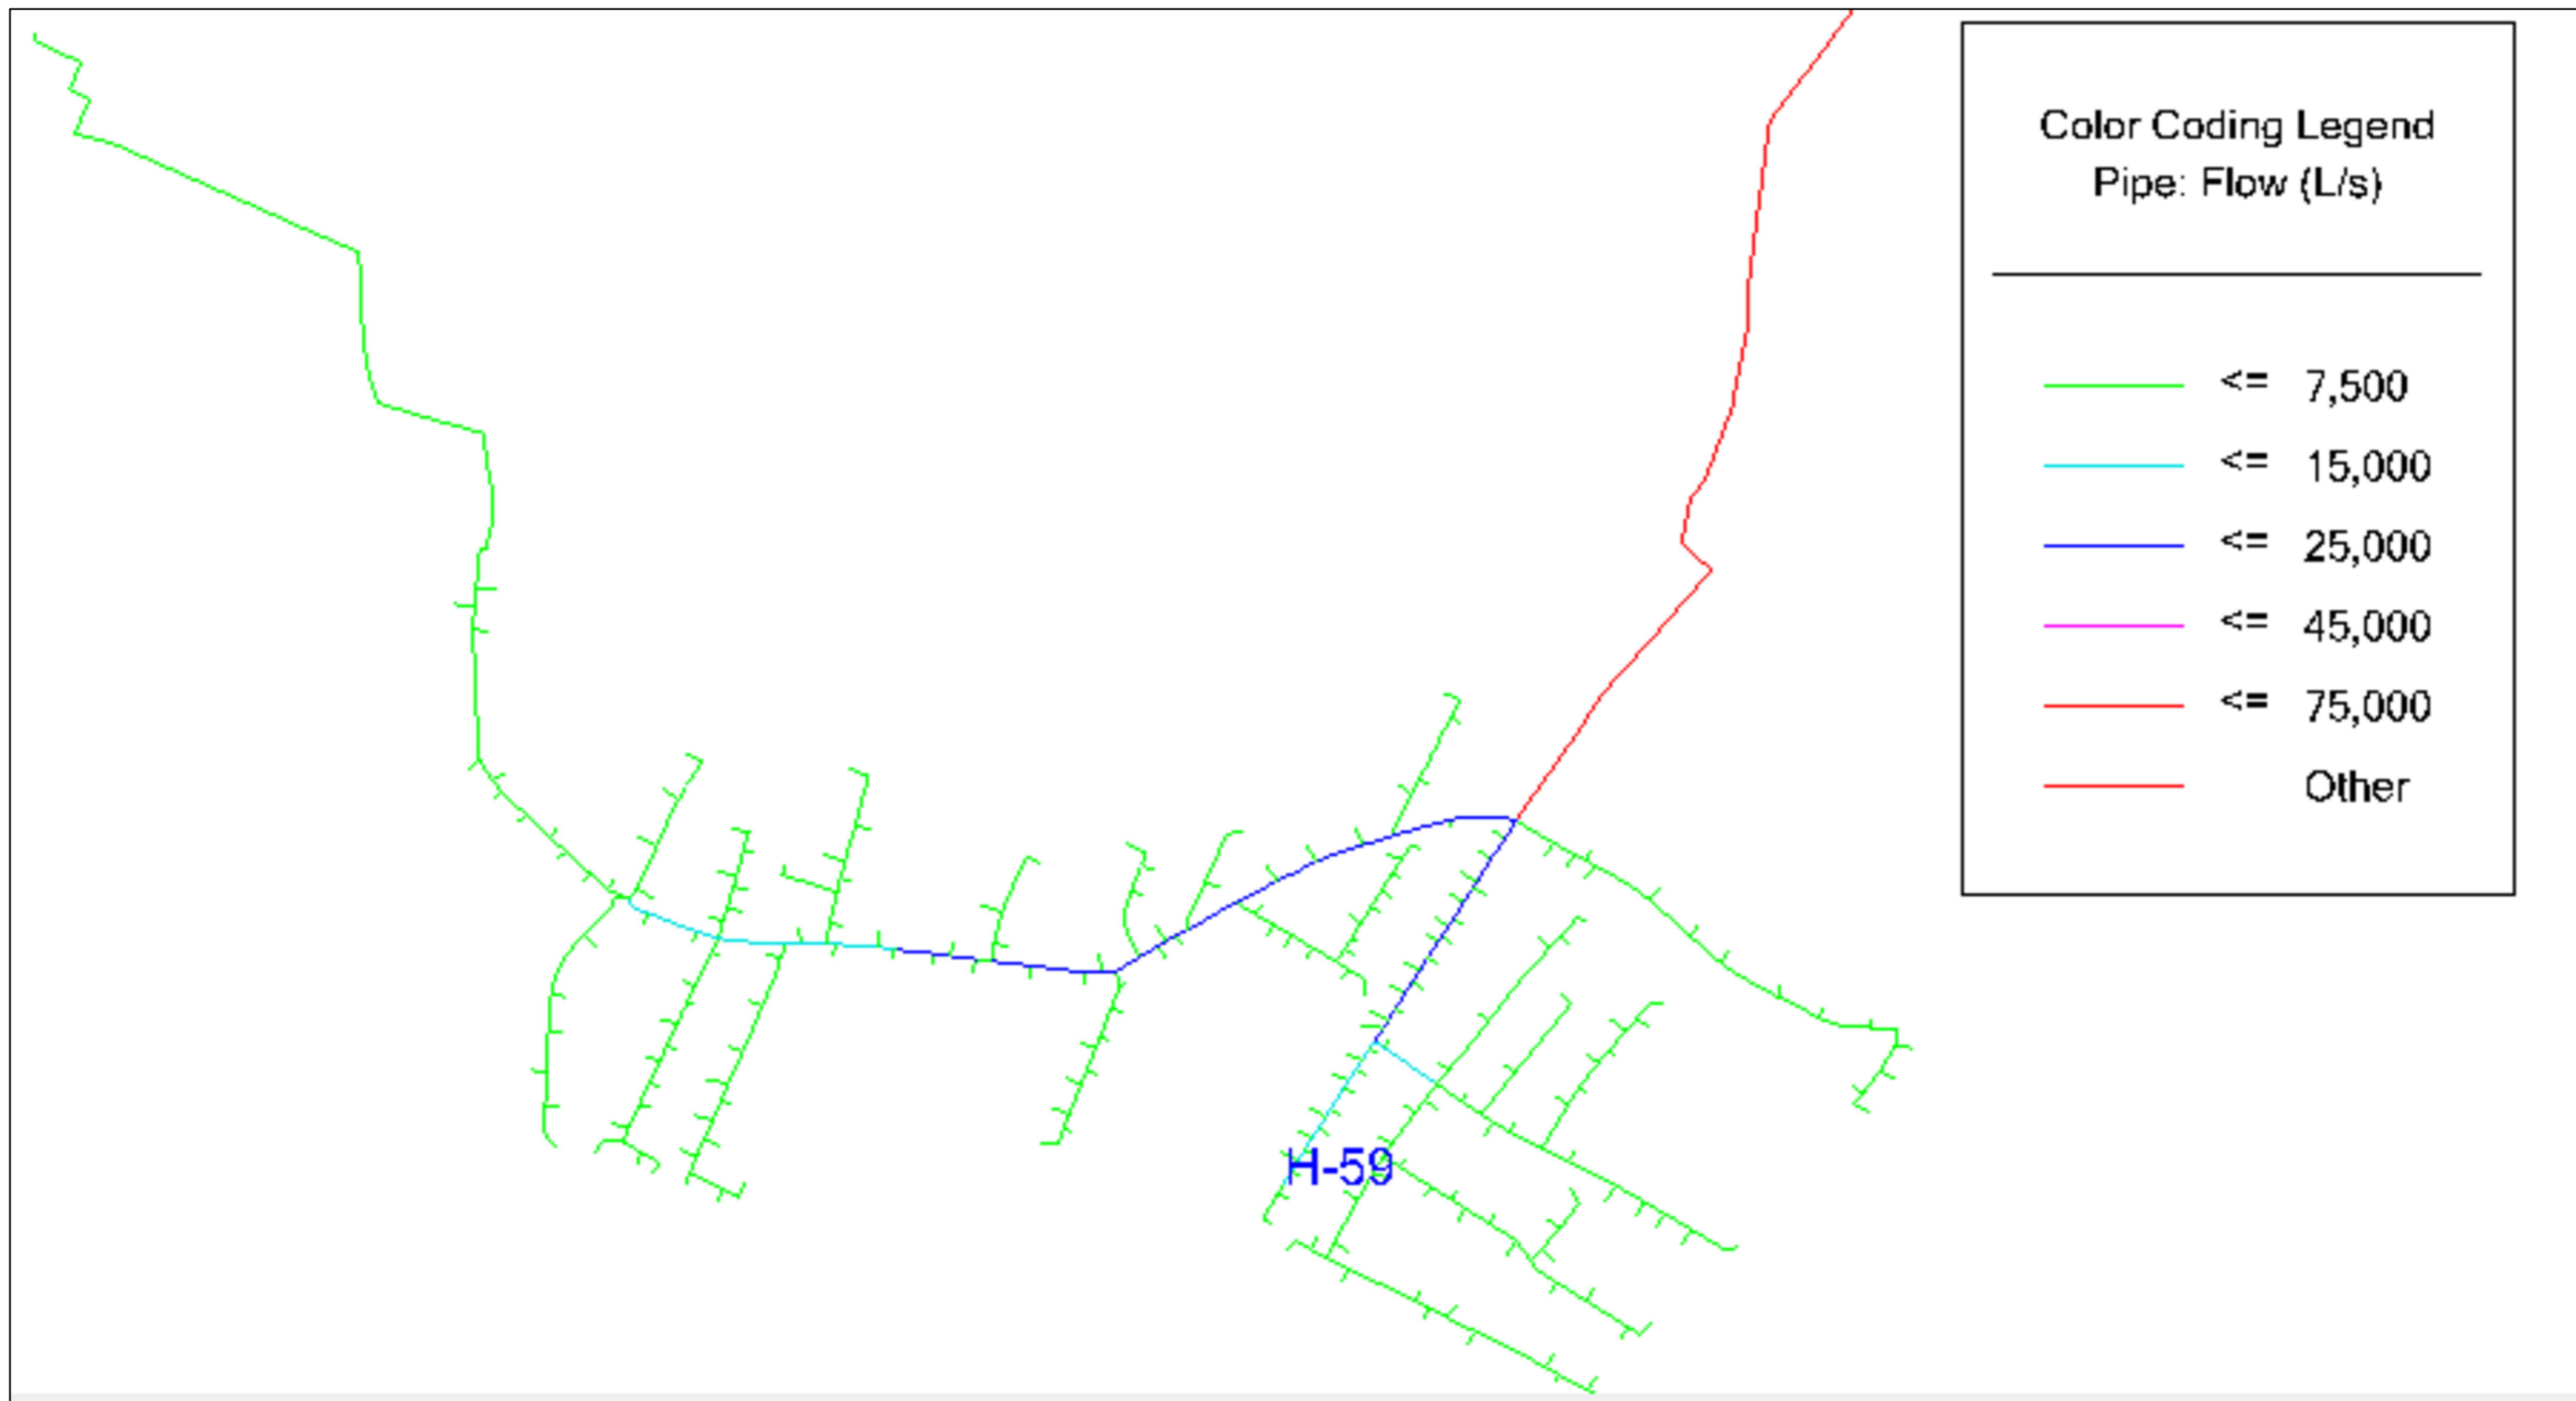 Color Coding Legend
Pipe: Flow (L/s)
<= 7,500
<= 15,000
<= 25,000
<= 45,000
<= 75,000
Other
H-59